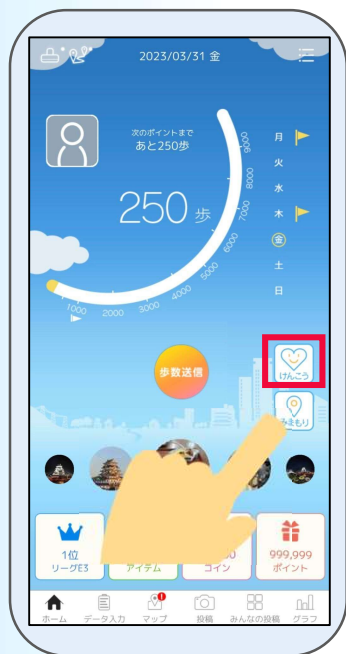 2023/03/31 金
次のポイントまで
あと250歩
250 歩
1000
2000
3000
4000
5000
6000
7000
8000
9000
月
火
水
木
金
土
日
歩数送信
けんこう
みまもり
1位
リーグE3
アイテム
コイン
999,999
ポイント
ホーム
データ入力
マップ
投稿
みんなの投稿
グラフ